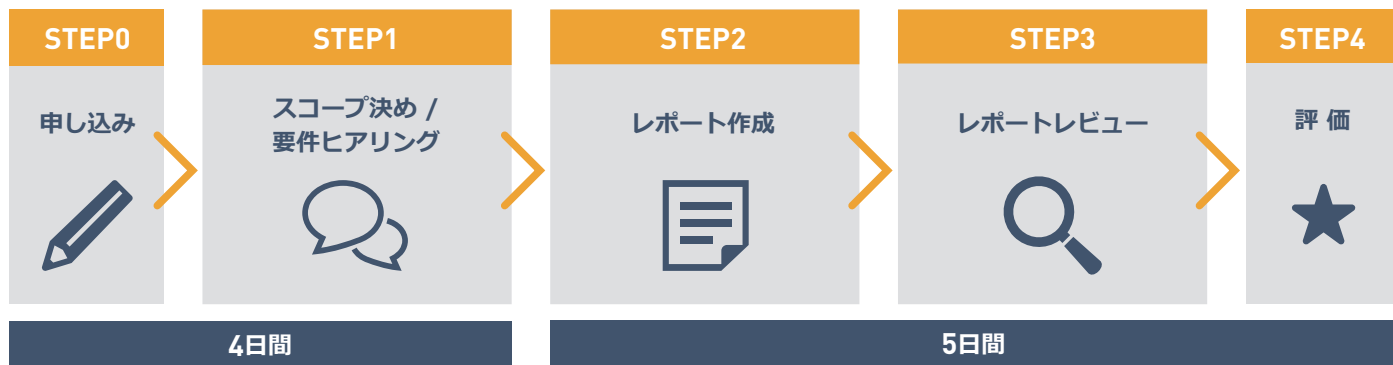 STEP0
申し込み
STEP1
スコープ決め /
要件ヒアリング
STEP2
レポート作成
STEP3
レポートレビュー
STEP4
評 価
4日間
5日間